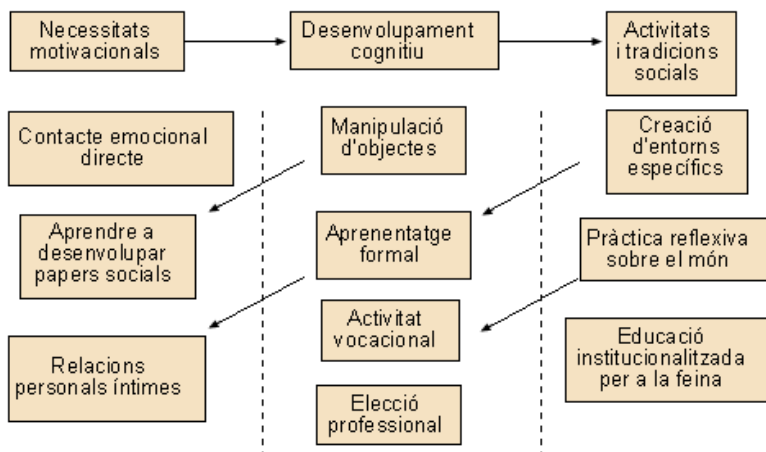 Necessitats
motivacionals
Desenvolupament
cognitiu
Activitats
i tradicions
socials
Contacte emocional
directe
Manipulació
d'objectes
Creació
d'entorns
específics
Aprendre a
desenvolupar
papers socials
Aprenentatge
formal
Pràctica reflexiva
sobre el món
Activitat
vocacional
Relacions
personals íntimes
Educació
institucionalitzada
per a la feina
Elecció
professional